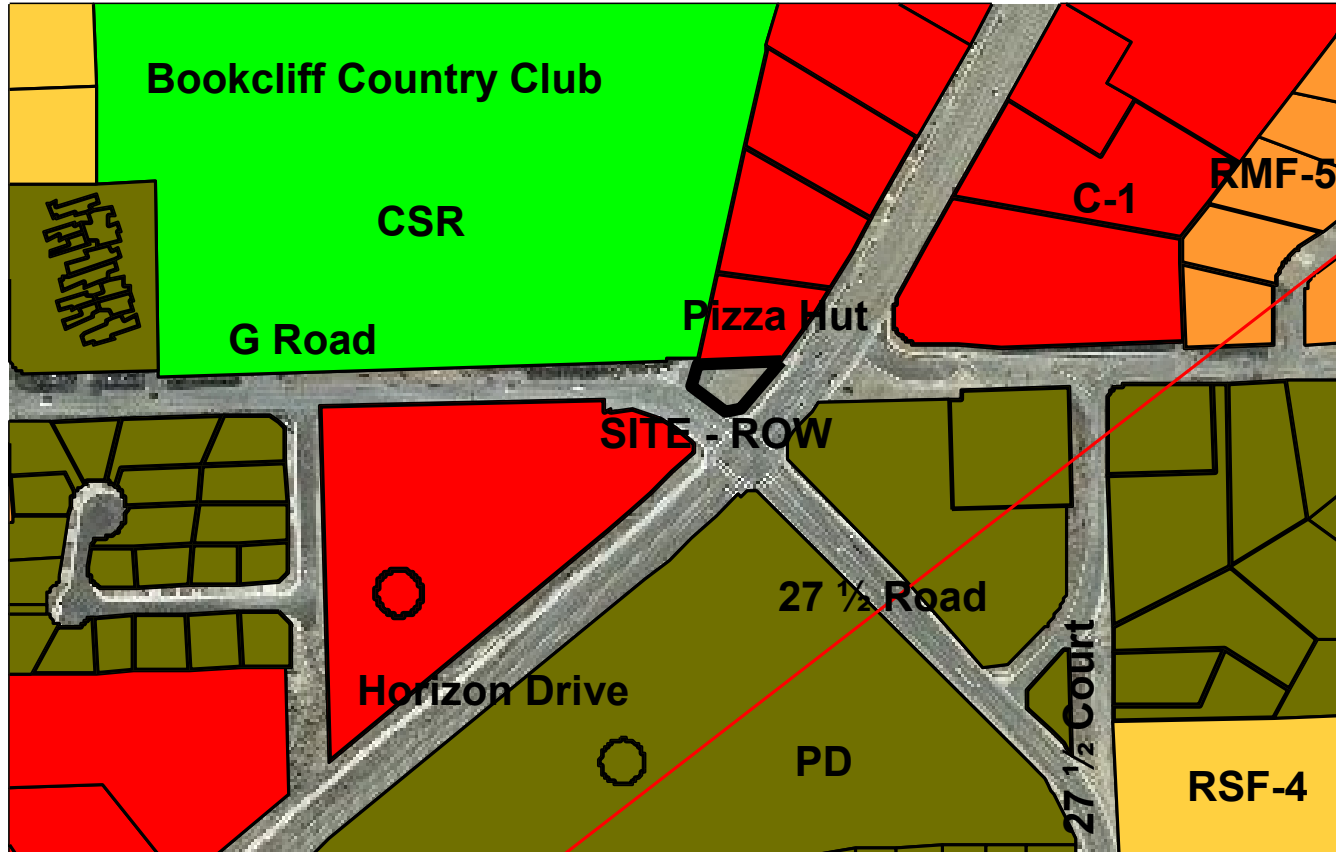 Bookcliff Country Club
RMF-5
C-1
CSR
Pizza Hut
G Road
SITE - ROW
27 ½ Road
27 ½ Court
Horizon Drive
PD
RSF-4